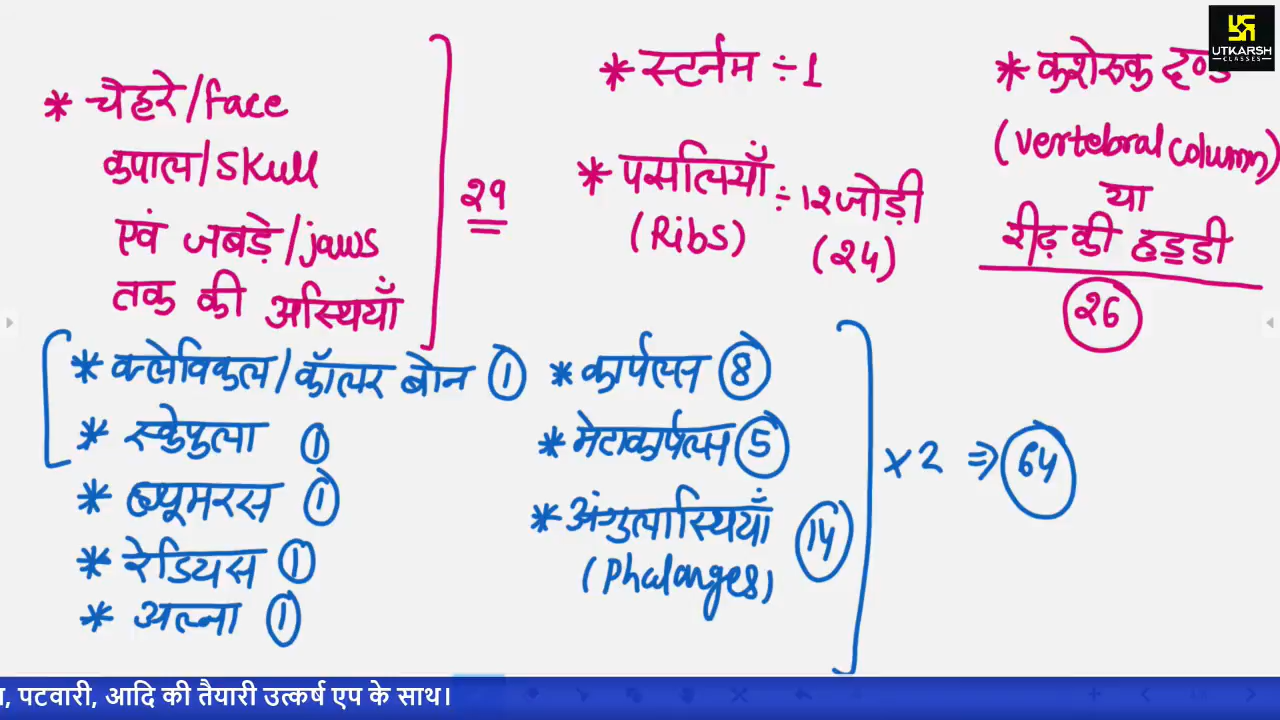 UTKARSH
CLASSES
* चेहरे/face
कपाल/skull
एवं जबड़े/jaws
तक की अस्थियाँ
29
* स्टर्नम ÷ 1
* पसलियाँ ÷ 12 जोड़ी
(Ribs) (24)
* कशेरुक दण्ड
(vertebral column)
या
रीढ़ की हड्डी
26
* क्लेविकल/कॉलर बोन 1
* स्केपुला 1
* ह्यूमरस 1
* रेडियस 1
* अल्ना 1
* कार्पल्स 8
* मेटाकार्पल्स 5
* अंगुलास्थियाँ 14
(Phalanges)
x 2 ⇒ 64
पटवारी, आदि की तैयारी उत्कर्ष एप के साथ।